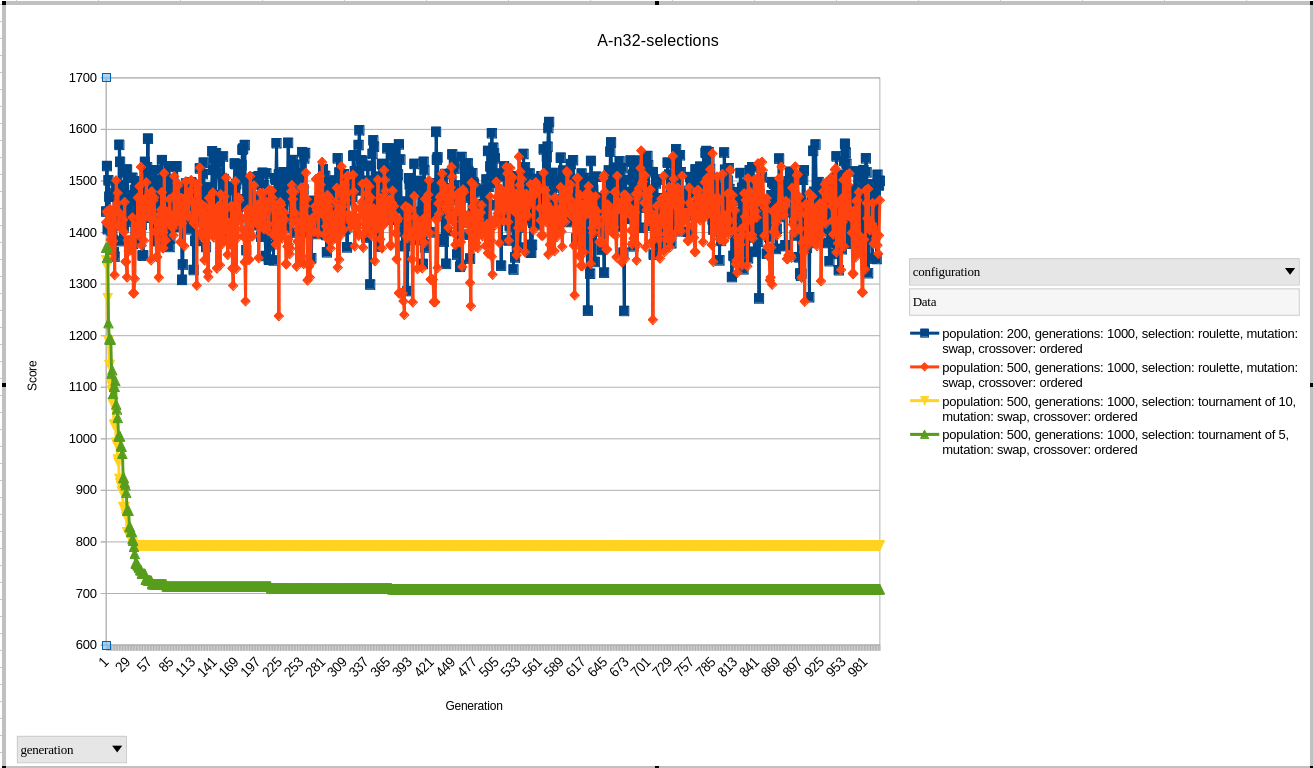 A-n32-selections
1700
1600
1500
1400
1300
1200
1100
1000
900
800
700
600
Score
1 29 57 85 113 141 169 197 225 253 281 309 337 365 393 421 449 477 505 533 561 589 617 645 673 701 729 757 785 813 841 869 897 925 953 981
Generation
generation
configuration
Data
population: 200, generations: 1000, selection: roulette, mutation:
swap, crossover: ordered
population: 500, generations: 1000, selection: roulette, mutation:
swap, crossover: ordered
population: 500, generations: 1000, selection: tournament of 10,
mutation: swap, crossover: ordered
population: 500, generations: 1000, selection: tournament of 5,
mutation: swap, crossover: ordered